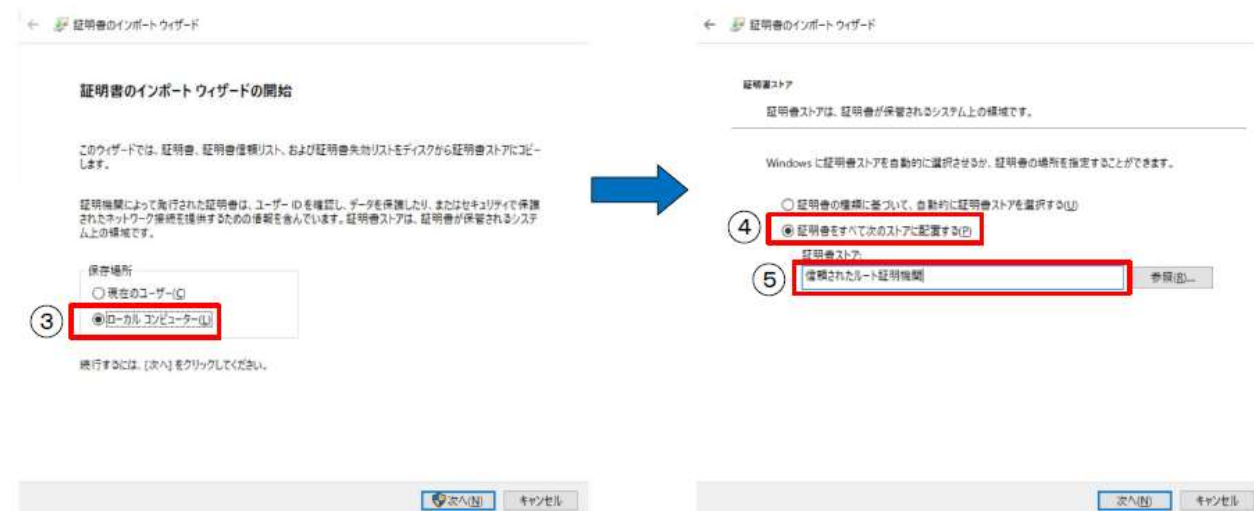 ← 証明書のインポート ウィザード
証明書のインポート ウィザードの開始
このウィザードでは、証明書、証明書信頼リスト、および証明書失効リストをディスクから証明書ストアにコピー
します。
証明機関によって発行された証明書は、ユーザー ID を確認し、データを保護したり、またはセキュリティで保護
されたネットワーク接続を提供するための情報を含んでいます。証明書ストアは、証明書が保管されるシステ
ム上の領域です。
保存場所
現在のユーザー(C)
③
ローカル コンピューター(L)
続行するには、[次へ] をクリックしてください。
次へ(N)
キャンセル
← 証明書のインポート ウィザード
証明書ストア
証明書ストアは、証明書が保管されるシステム上の領域です。
Windows に証明書ストアを自動的に選択させるか、証明書の場所を指定することができます。
証明書の種類に基づいて、自動的に証明書ストアを選択する(U)
④
証明書をすべて次のストアに配置する(P)
証明書ストア:
⑤
信頼されたルート証明機関
参照(R)...
次へ(N)
キャンセル